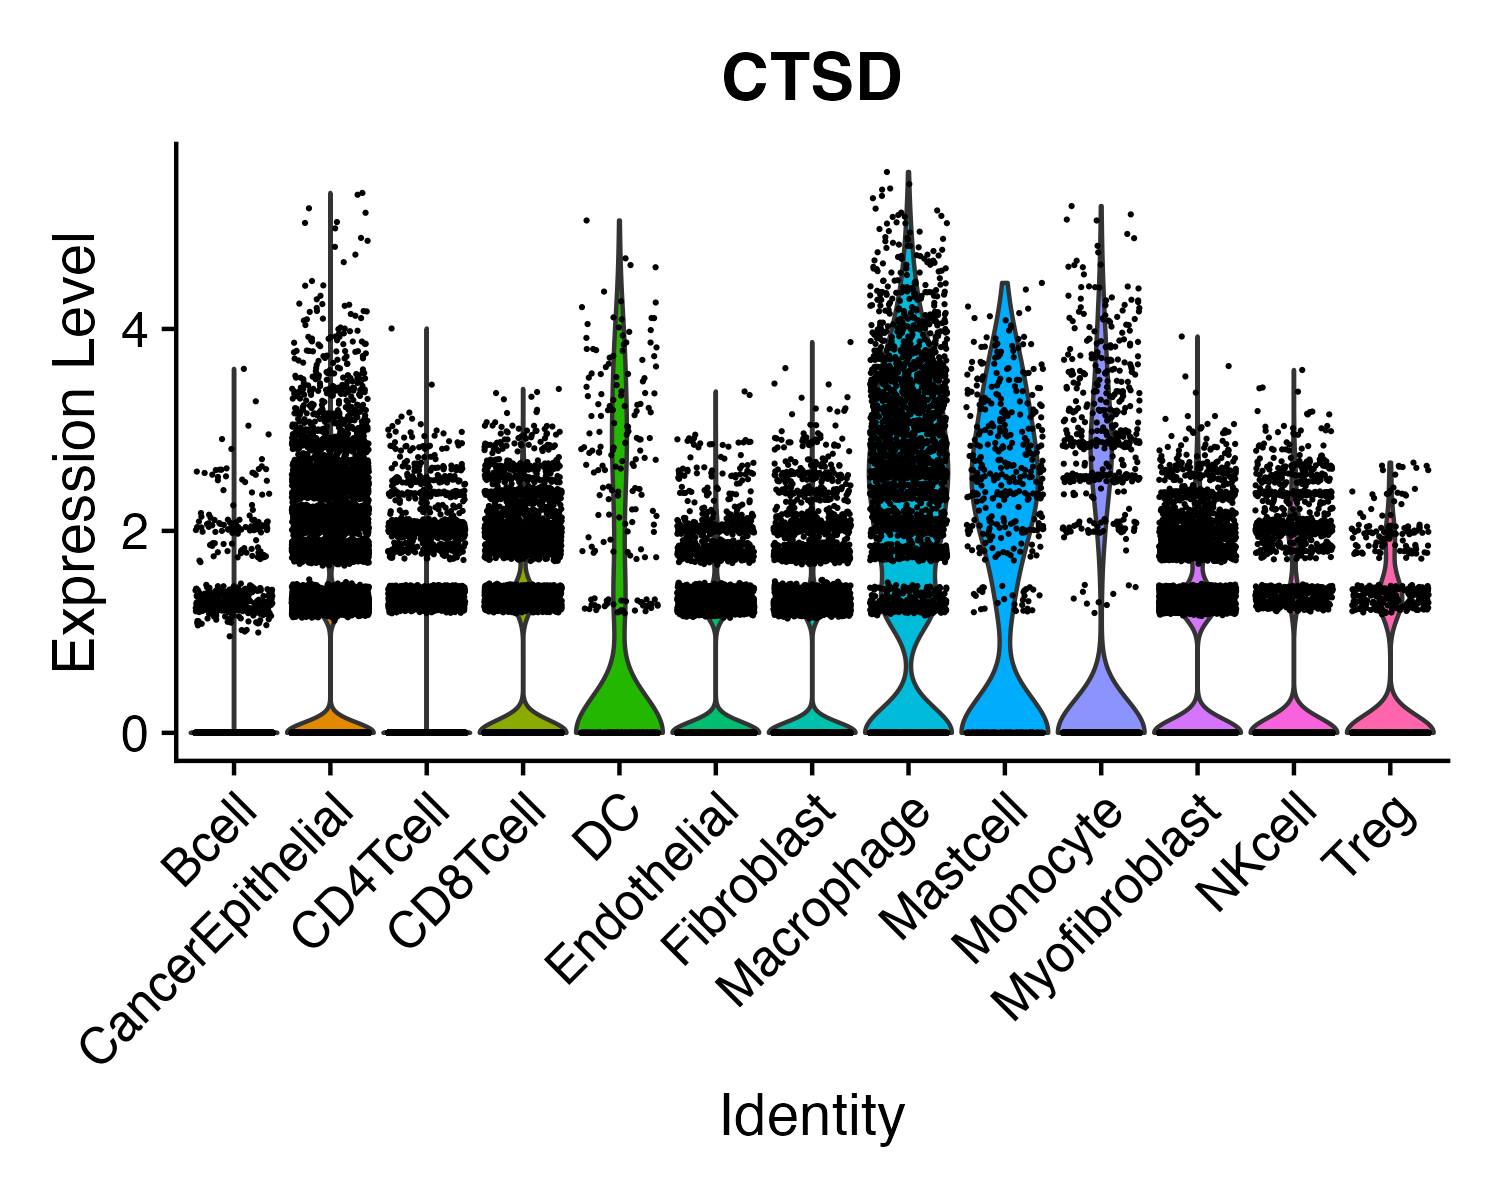 CTSD
Expression Level
4
2
0
Bcell
CancerEpithelial
CD4Tcell
CD8Tcell
DC
Endothelial
Fibroblast
Macrophage
Mastcell
Monocyte
Myofibroblast
NKcell
Treg
Identity